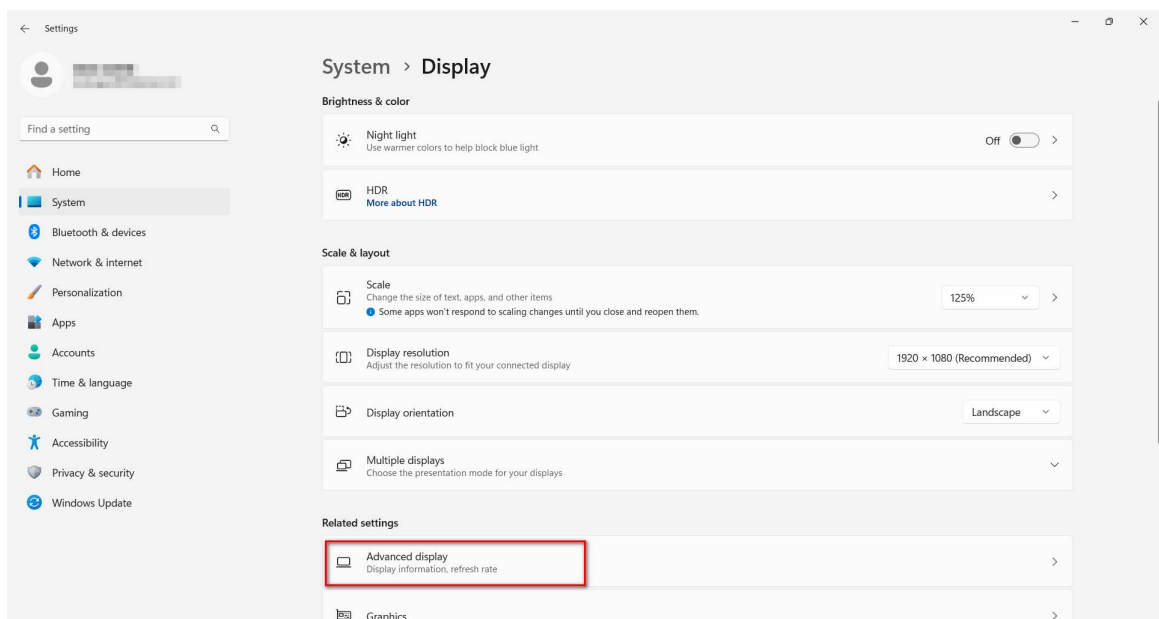 Settings
Find a setting
Home
System
Bluetooth & devices
Network & internet
Personalization
Apps
Accounts
Time & language
Gaming
Accessibility
Privacy & security
Windows Update
System > Display
Brightness & color
Night light
Use warmer colors to help block blue light
Off
HDR
HDR
More about HDR
Scale & layout
Scale
Change the size of text, apps, and other items
Some apps won't respond to scaling changes until you close and reopen them.
125%
Display resolution
Adjust the resolution to fit your connected display
1920 × 1080 (Recommended)
Display orientation
Landscape
Multiple displays
Choose the presentation mode for your displays
Related settings
Advanced display
Display information, refresh rate
Graphics